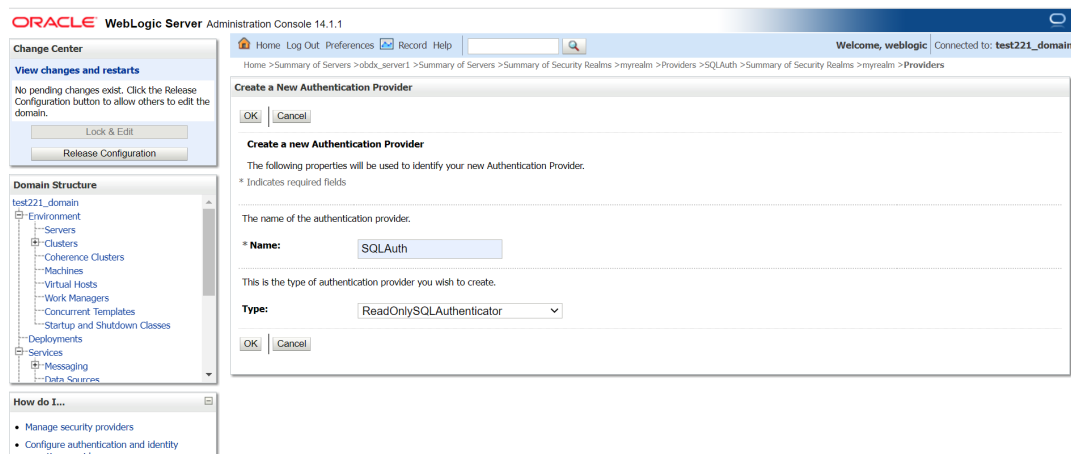 ORACLE WebLogic Server Administration Console 14.1.1
Change Center
View changes and restarts
No pending changes exist. Click the Release
Configuration button to allow others to edit the
domain.
Lock & Edit
Release Configuration
Domain Structure
test221_domain
Environment
Servers
Clusters
Coherence Clusters
Machines
Virtual Hosts
Work Managers
Concurrent Templates
Startup and Shutdown Classes
Deployments
Services
Messaging
Data Sources
How do I...
• Manage security providers
• Configure authentication and identity
Home Log Out Preferences Record Help
Welcome, weblogic Connected to: test221_domain
Home >Summary of Servers >obdx_server1 >Summary of Servers >Summary of Security Realms >myrealm >Providers >SQLAuth >Summary of Security Realms >myrealm >Providers
Create a New Authentication Provider
OK Cancel
Create a new Authentication Provider
The following properties will be used to identify your new Authentication Provider.
* Indicates required fields
The name of the authentication provider.
* Name: SQLAuth
This is the type of authentication provider you wish to create.
Type: ReadOnlySQLAuthenticator
OK Cancel